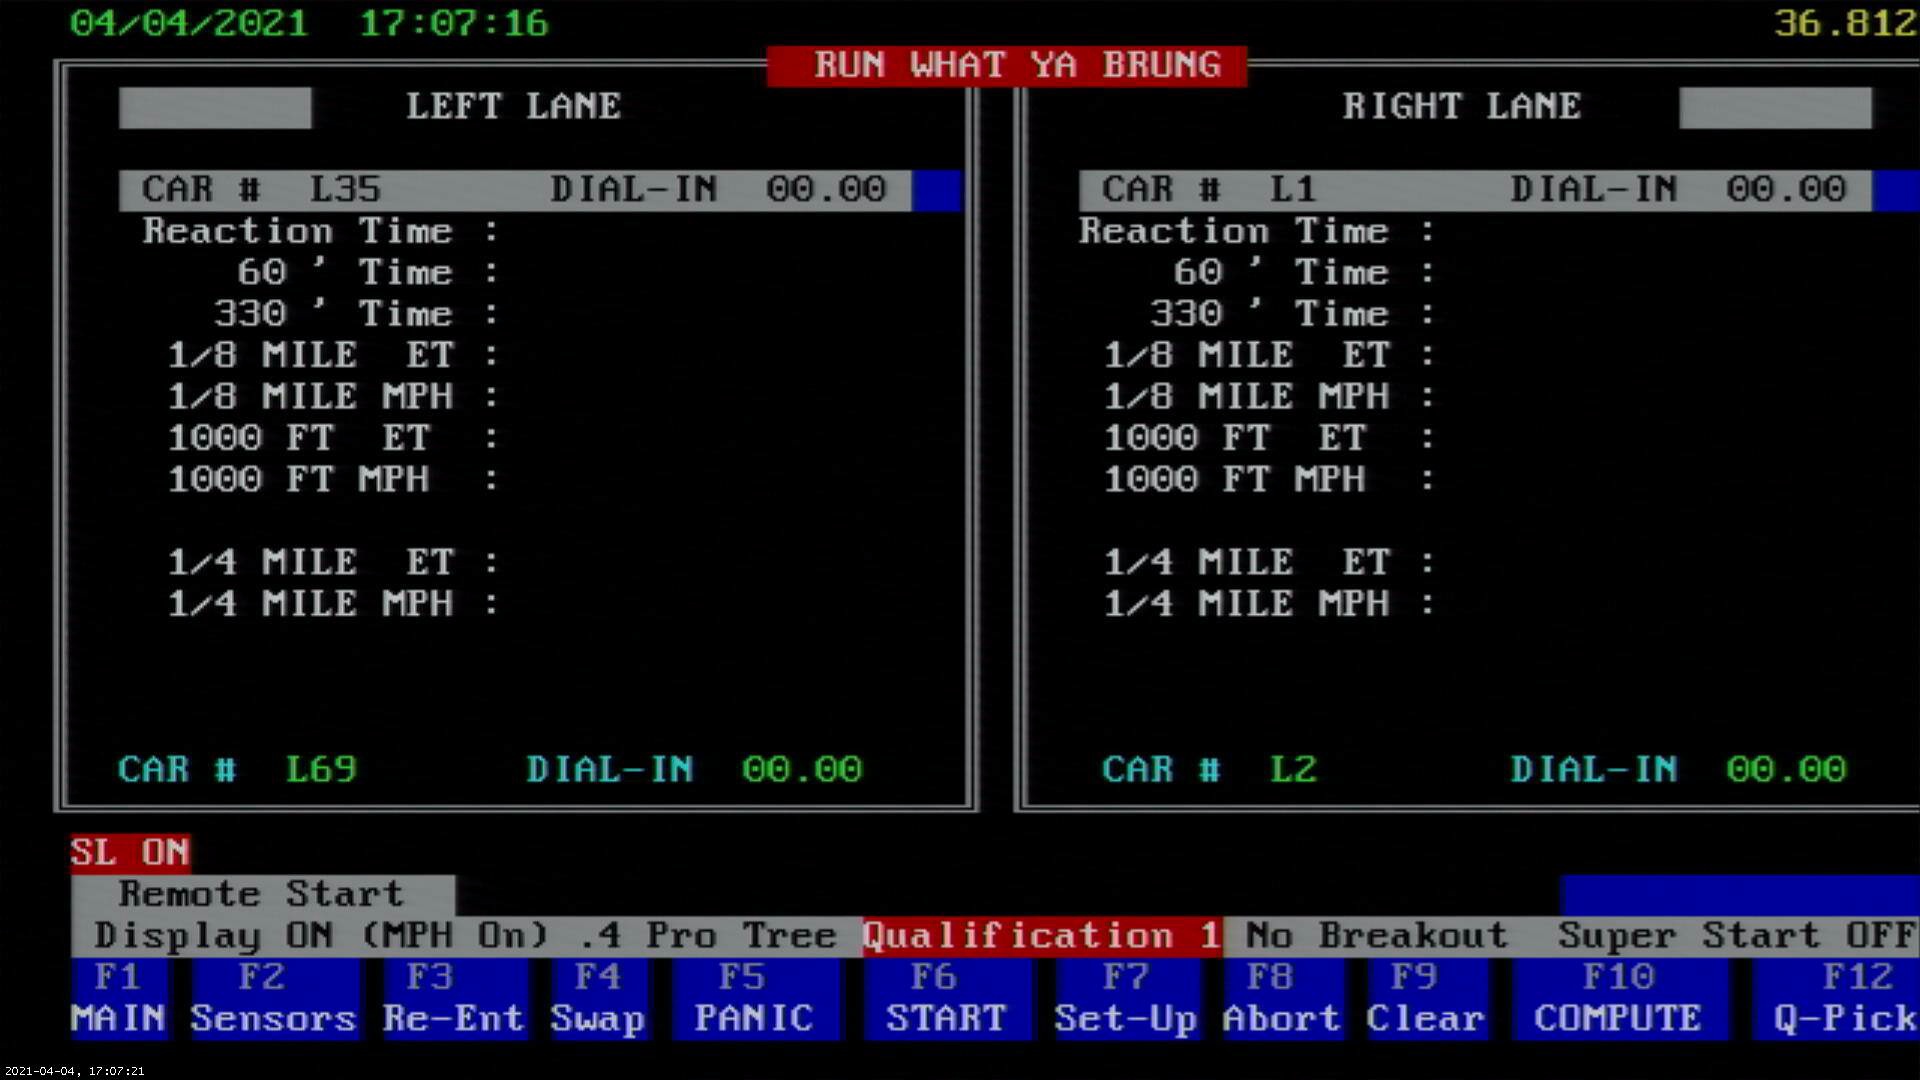 04/04/2021 17:07:16 36.812
RUN WHAT YA BRUNG
LEFT LANE
CAR # L35 DIAL-IN 00.00
Reaction Time :
60 ' Time :
330 ' Time :
1/8 MILE ET :
1/8 MILE MPH :
1000 FT ET :
1000 FT MPH :
1/4 MILE ET :
1/4 MILE MPH :
CAR # L69 DIAL-IN 00.00
RIGHT LANE
CAR # L1 DIAL-IN 00.00
Reaction Time :
60 ' Time :
330 ' Time :
1/8 MILE ET :
1/8 MILE MPH :
1000 FT ET :
1000 FT MPH :
1/4 MILE ET :
1/4 MILE MPH :
CAR # L2 DIAL-IN 00.00
SL ON
Remote Start
Display ON (MPH On) .4 Pro Tree Qualification 1 No Breakout Super Start OFF
F1 F2 F3 F4 F5 F6 F7 F8 F9 F10 F12
MAIN Sensors Re-Ent Swap PANIC START Set-Up Abort Clear COMPUTE Q-Pick
2021-04-04, 17:07:21